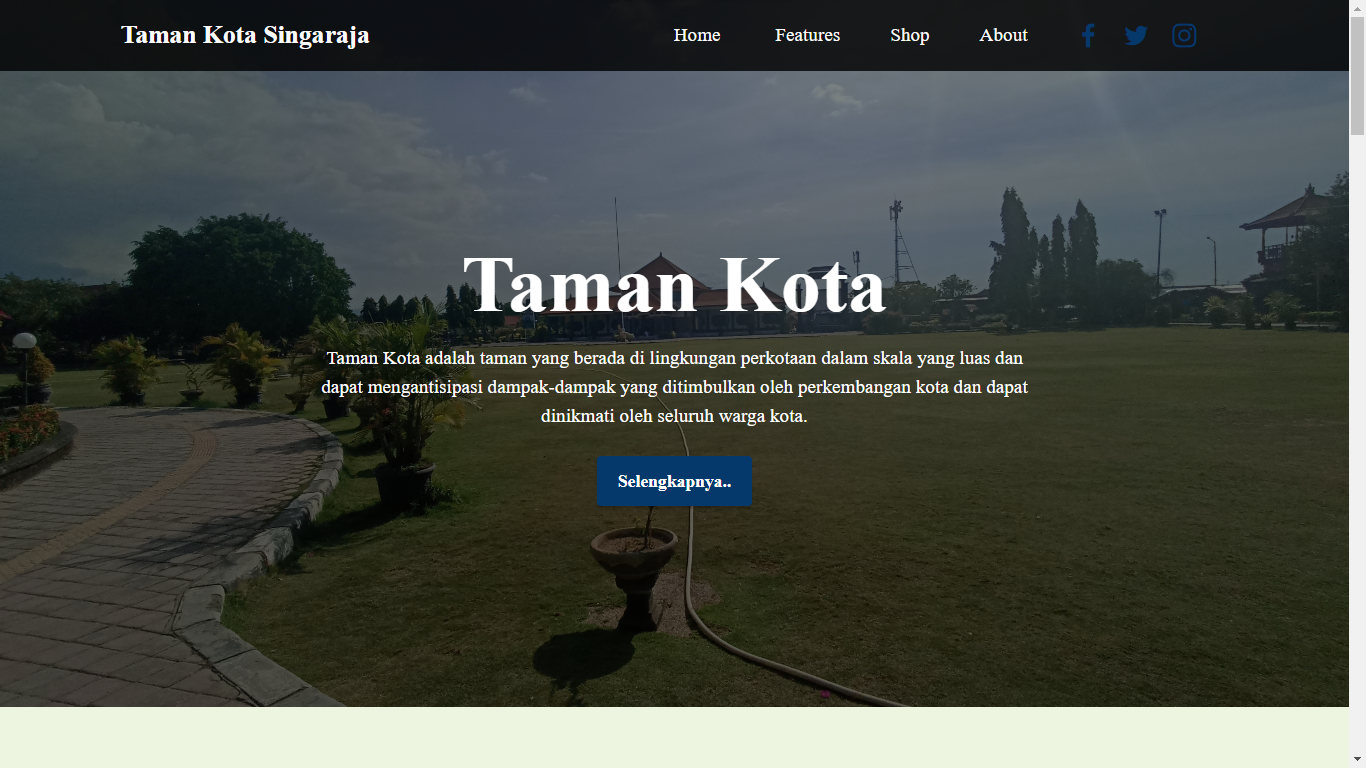 Taman Kota Singaraja
Home Features Shop About
Taman Kota
Taman Kota adalah taman yang berada di lingkungan perkotaan dalam skala yang luas dan
dapat mengantisipasi dampak-dampak yang ditimbulkan oleh perkembangan kota dan dapat
dinikmati oleh seluruh warga kota.
Selengkapnya..